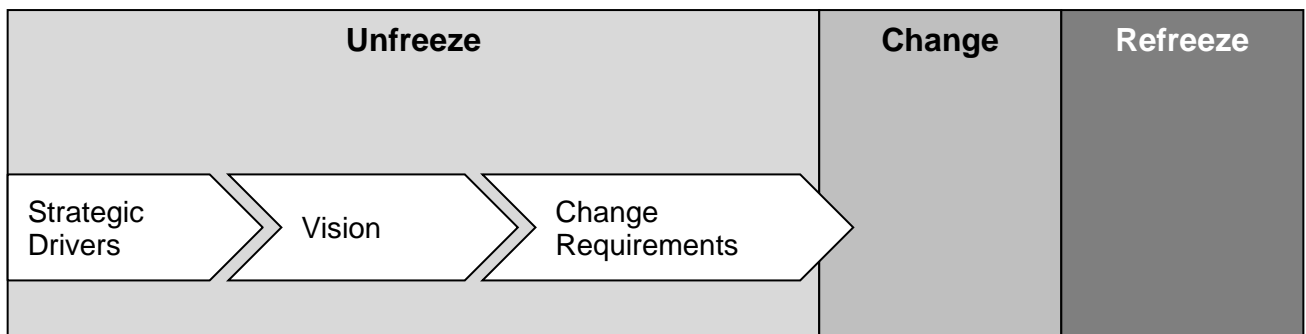 Unfreeze
Change
Refreeze
Strategic
Drivers
Vision
Change
Requirements